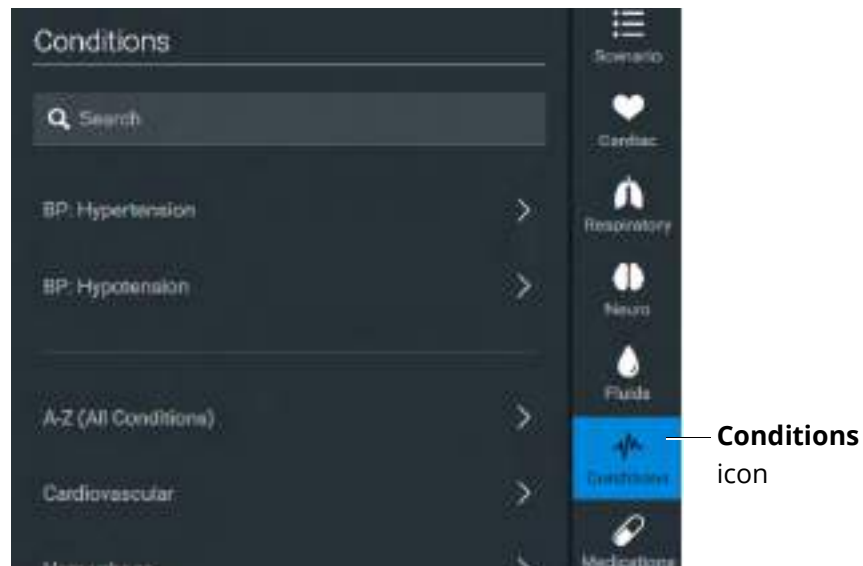 Conditions
Search
BP: Hypertension
BP: Hypotension
A-Z (All Conditions)
Cardiovascular
Scenario
Cardiac
Respiratory
Neuro
Fluids
Conditions
Medications
Conditions
icon